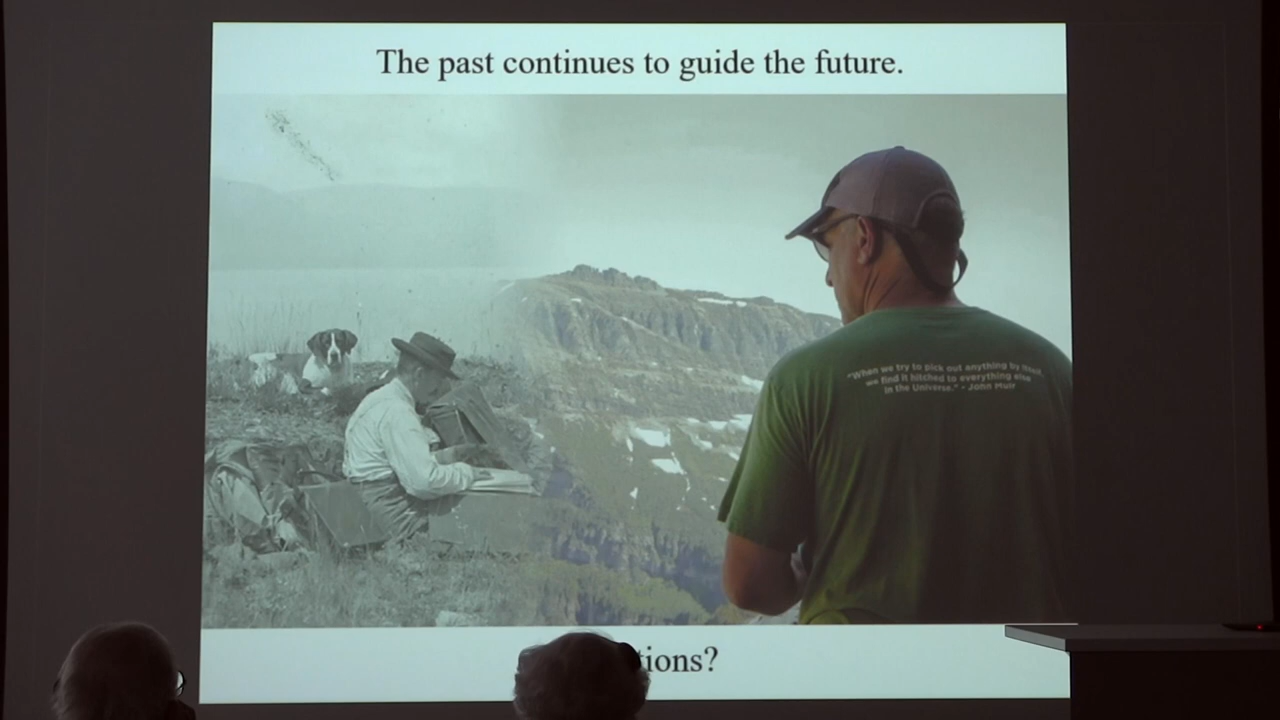 The past continues to guide the future.
"When we try to pick out anything by itself,
we find it hitched to everything else
in the Universe." - John Muir
tions?